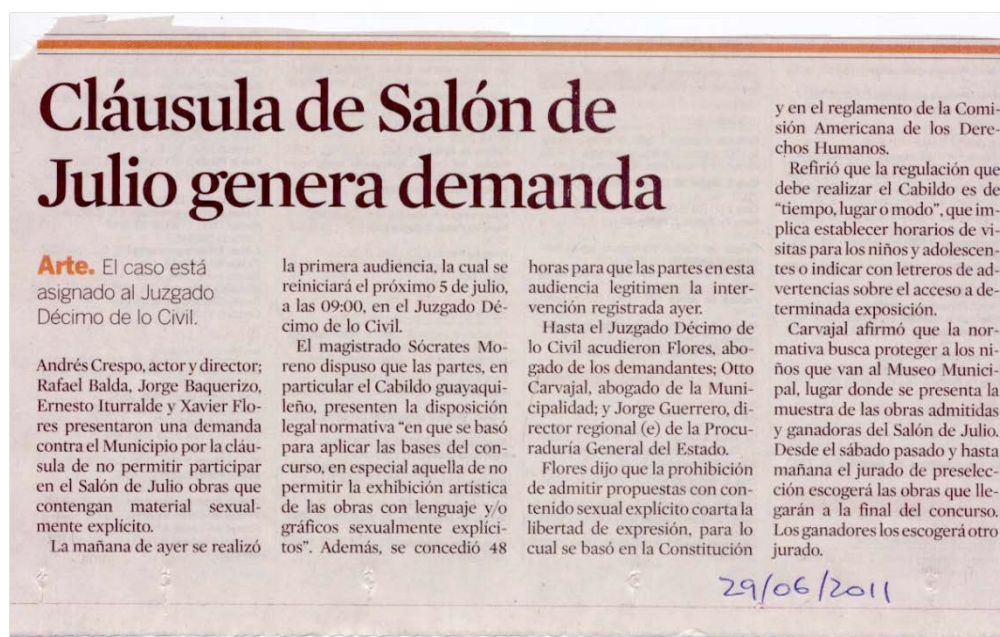 Cláusula de Salón de
Julio genera demanda
Arte. El caso está
asignado al Juzgado
Décimo de lo Civil.
Andrés Crespo, actor y director;
Rafael Balda, Jorge Baquerizo,
Ernesto Iturralde y Xavier Flo-
res presentaron una demanda
contra el Municipio por la cláu-
sula de no permitir participar
en el Salón de Julio obras que
contengan material sexual-
mente explícito.
La mañana de ayer se realizó
la primera audiencia, la cual se
reiniciará el próximo 5 de julio,
a las 09:00, en el Juzgado Dé-
cimo de lo Civil.
El magistrado Sócrates Mo-
reno dispuso que las partes, en
particular el Cabildo guayaqui-
leño, presenten la disposición
legal normativa “en que se basó
para aplicar las bases del con-
curso, en especial aquella de no
permitir la exhibición artística
de las obras con lenguaje y/o
gráficos sexualmente explíci-
tos”. Además, se concedió 48
horas para que las partes en esta
audiencia legitimen la inter-
vención registrada ayer.
Hasta el Juzgado Décimo de
lo Civil acudieron Flores, abo-
gado de los demandantes; Otto
Carvajal, abogado de la Muni-
cipalidad; y Jorge Guerrero, di-
rector regional (e) de la Procu-
raduría General del Estado.
Flores dijo que la prohibición
de admitir propuestas con con-
tenido sexual explícito coarta la
libertad de expresión, para lo
cual se basó en la Constitución
y en el reglamento de la Comi-
sión Americana de los Dere-
chos Humanos.
Refirió que la regulación que
debe realizar el Cabildo es de
“tiempo, lugar o modo”, que im-
plica establecer horarios de vi-
sitas para los niños y adolescen-
tes o indicar con letreros de ad-
vertencias sobre el acceso a de-
terminada exposición.
Carvajal afirmó que la nor-
mativa busca proteger a los ni-
ños que van al Museo Munici-
pal, lugar donde se presenta la
muestra de las obras admitidas
y ganadoras del Salón de Julio.
Desde el sábado pasado y hasta
mañana el jurado de preselec-
ción escogerá las obras que lle-
garán a la final del concurso.
Los ganadores los escogerá otro
jurado.
29/06/2011